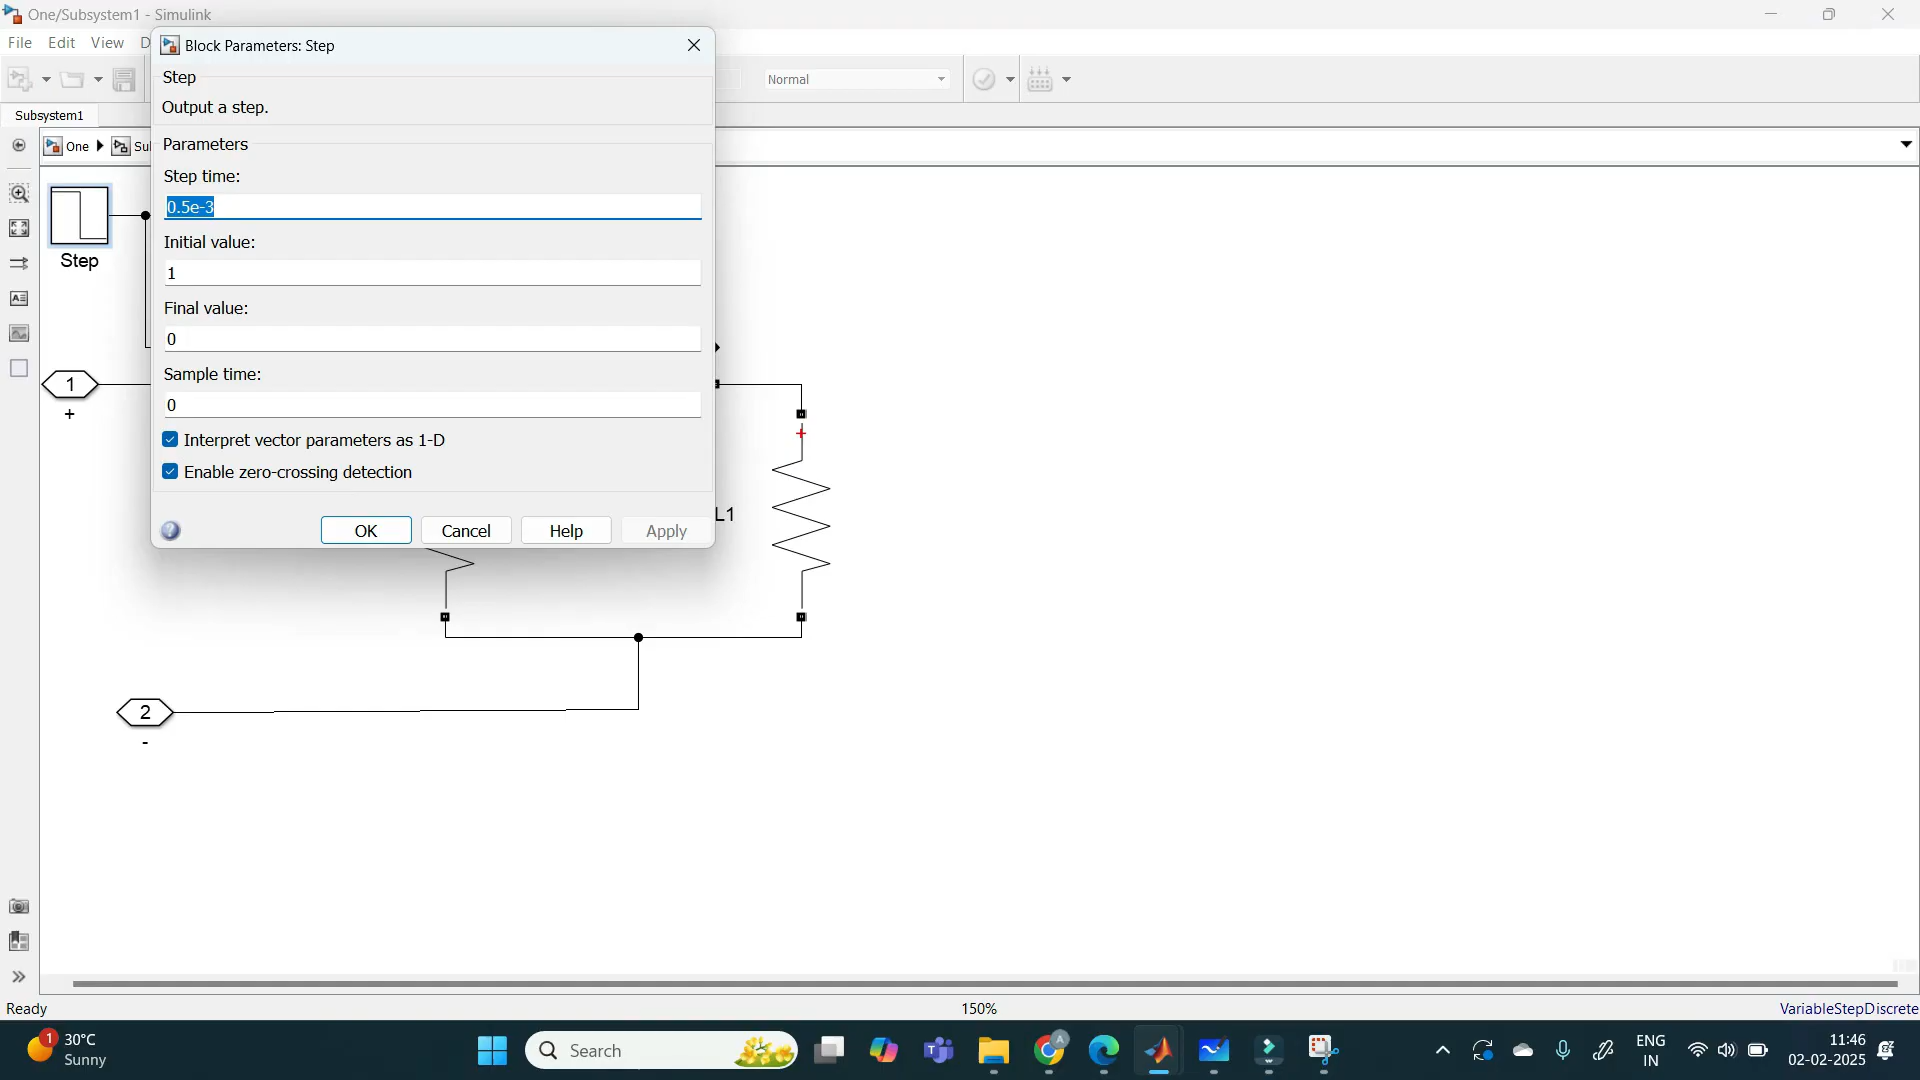 One/Subsystem1 - Simulink
File Edit View D
Block Parameters: Step
Step
Output a step.
Parameters
Step time:
0.5e-3
Initial value:
1
Final value:
0
Sample time:
0
Interpret vector parameters as 1-D
Enable zero-crossing detection
OK Cancel Help Apply
Normal
Subsystem1
One Su
Step
1
+
+
L1
2
-
Ready
150%
VariableStepDiscrete
1
30°C
Sunny
Search
A
ENG
IN
11:46
02-02-2025